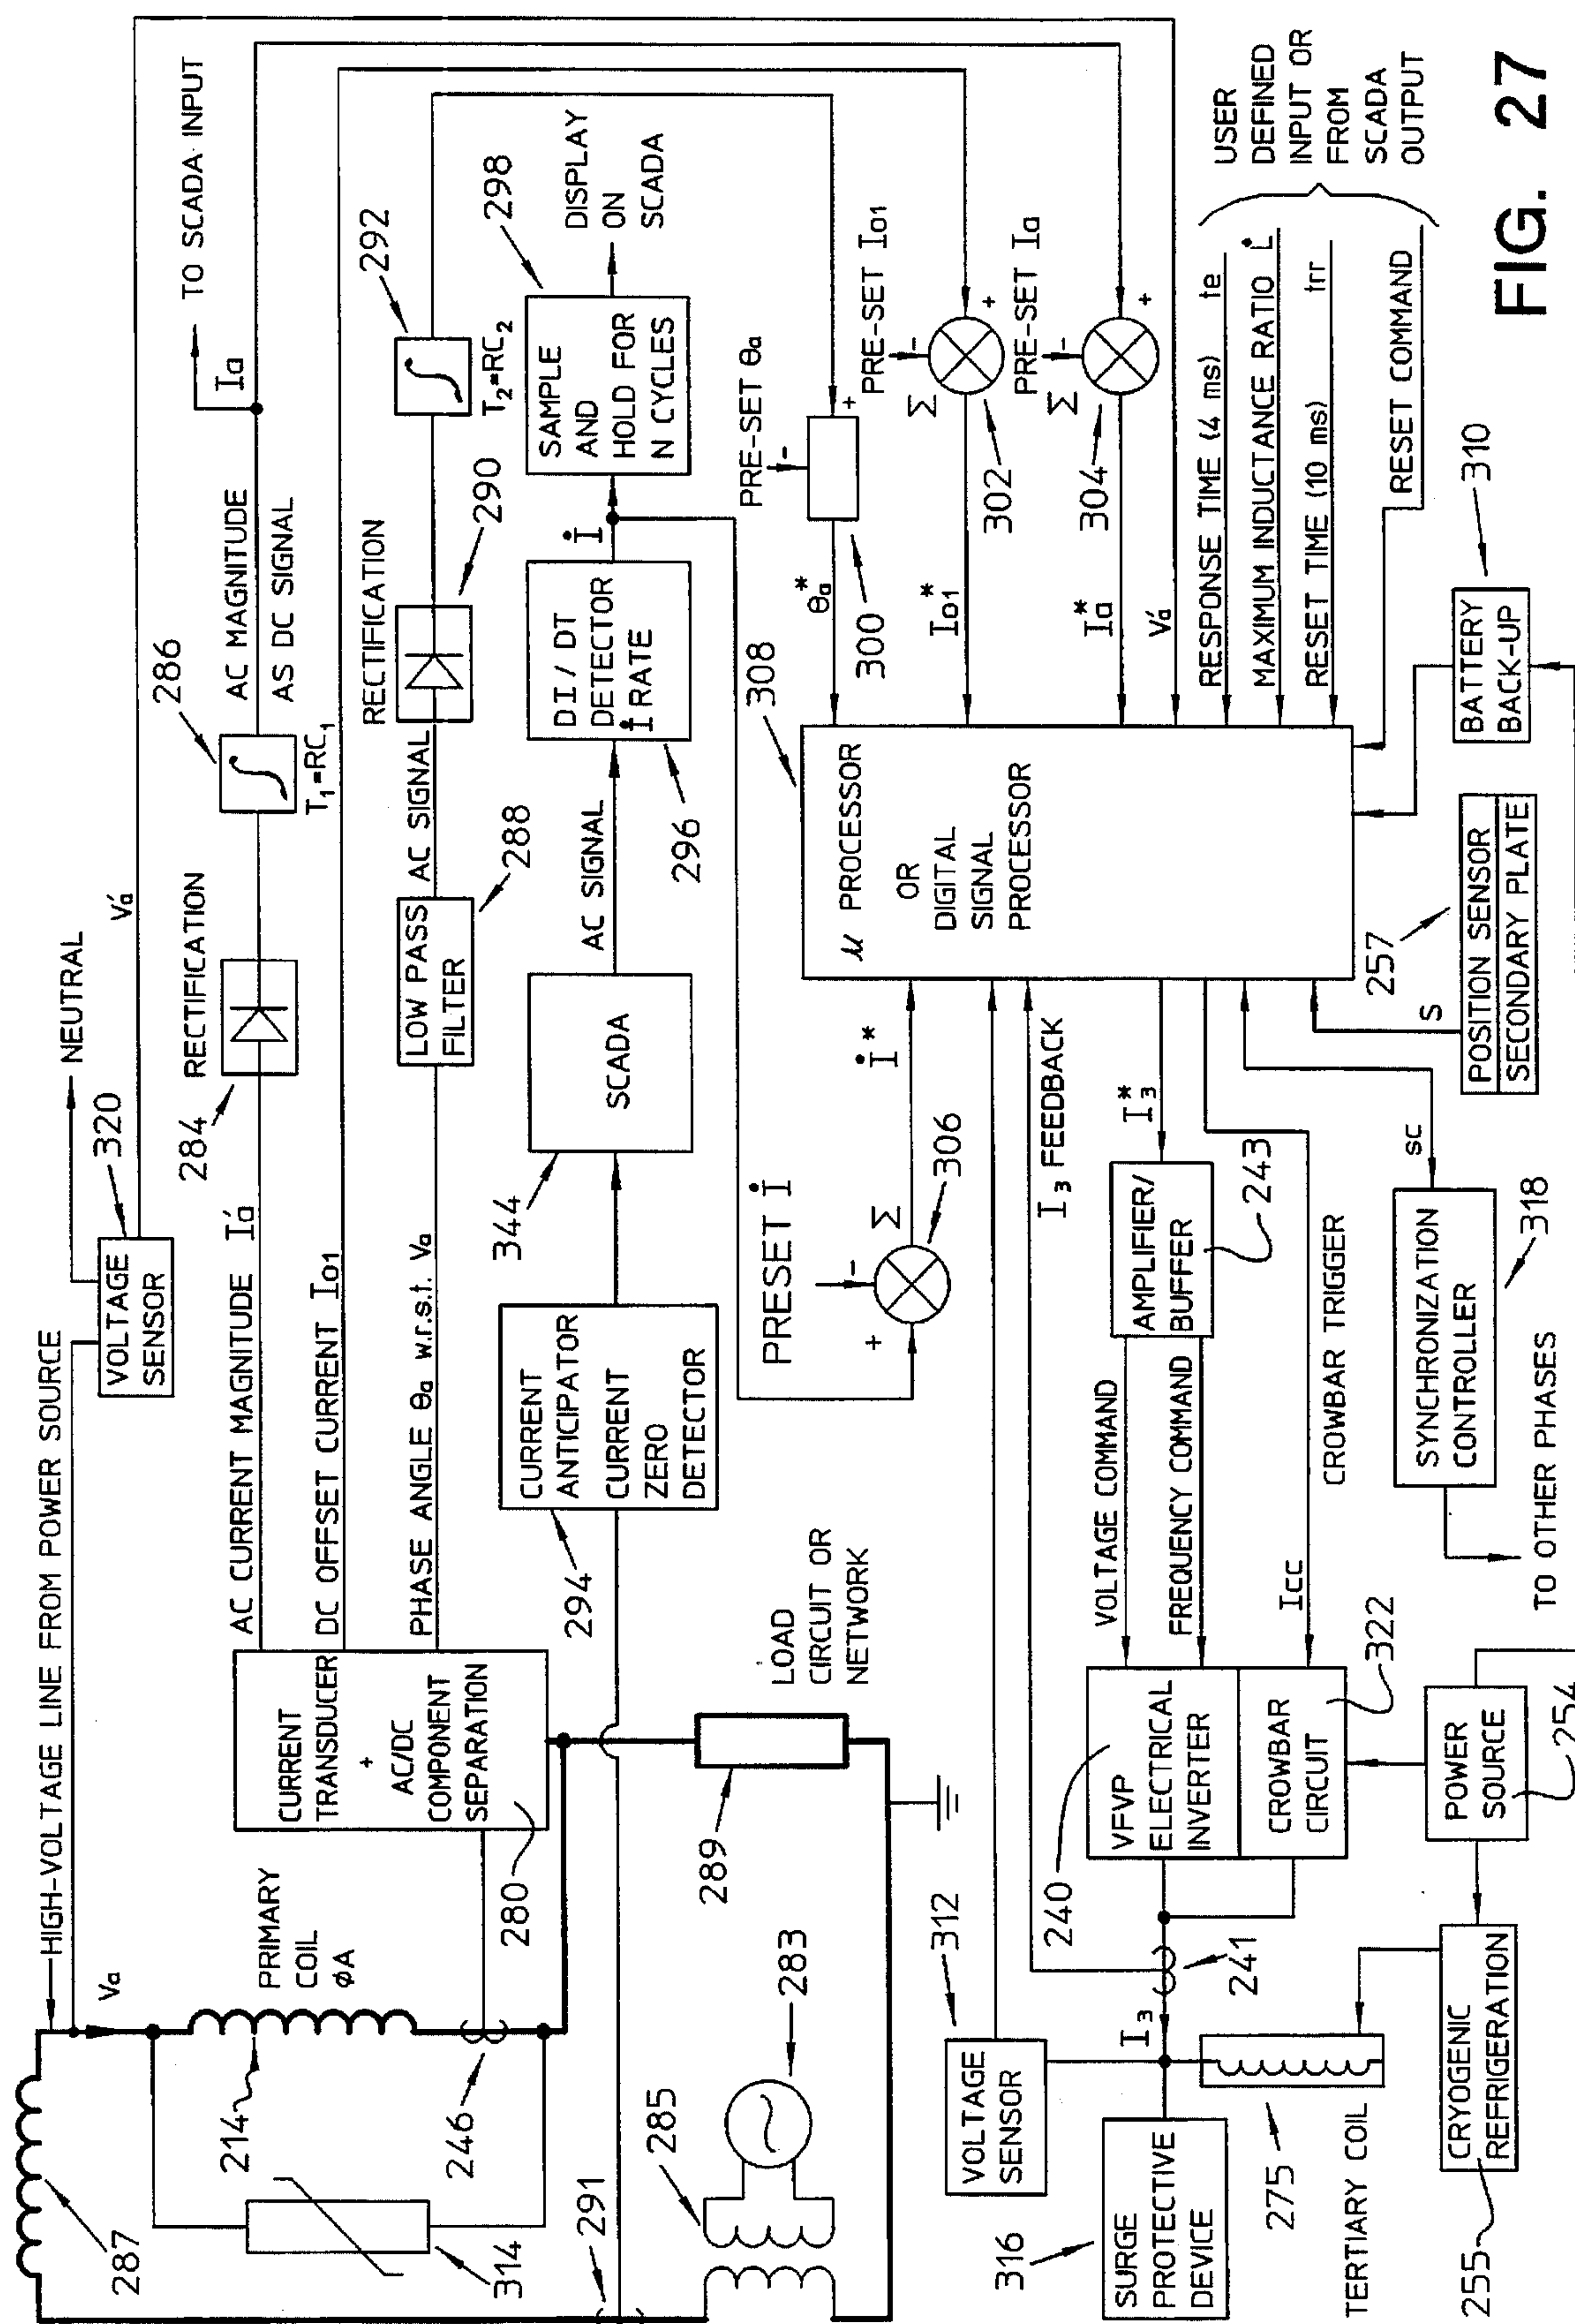 HIGH-VOLTAGE LINE FROM POWER SOURCE
Va
VOLTAGE
SENSOR
320
NEUTRAL
V'a
TO SCADA INPUT
Ia
287
214
PRIMARY
COIL
ØA
314
246
280
CURRENT
TRANSDUCER
+
AC/DC
COMPONENT
SEPARATION
AC CURRENT MAGNITUDE I'a
DC OFFSET CURRENT Io1
PHASE ANGLE θa w.r.s.t. Va
284
RECTIFICATION
286
T1=RC1
AC MAGNITUDE
AS DC SIGNAL
LOW PASS
FILTER
288
AC SIGNAL
RECTIFICATION
290
292
T2=RC2
291
294
CURRENT
ANTICIPATOR
CURRENT
ZERO
DETECTOR
344
SCADA
AC SIGNAL
296
DI/DT
DETECTOR
İ RATE
İ
SAMPLE
AND
HOLD FOR
N CYCLES
298
DISPLAY
ON
SCADA
285
283
289
LOAD
CIRCUIT OR
NETWORK
PRESET İ
+
-
Σ
306
İ*
308
µ PROCESSOR
OR
DIGITAL
SIGNAL
PROCESSOR
PRE-SET θa
-
+
300
θa*
PRE-SET Io1
-
+
Σ
302
Io1*
PRE-SET Ia
-
+
Σ
304
Ia*
V'a
RESPONSE TIME (4 ms) te
MAXIMUM INDUCTANCE RATIO L̇
RESET TIME (10 ms) trr
RESET COMMAND
USER
DEFINED
INPUT OR
FROM
SCADA
OUTPUT
312
VOLTAGE
SENSOR
316
SURGE
PROTECTIVE
DEVICE
I3
241
240
VFVP
ELECTRICAL
INVERTER
CROWBAR
CIRCUIT
322
VOLTAGE COMMAND
FREQUENCY COMMAND
AMPLIFIER/
BUFFER
243
I3*
I3 FEEDBACK
Icc
CROWBAR TRIGGER
275
TERTIARY COIL
255
CRYOGENIC
REFRIGERATION
POWER
SOURCE
254
TO OTHER PHASES
SYNCHRONIZATION
CONTROLLER
318
sc
S
257
POSITION SENSOR
SECONDARY PLATE
BATTERY
BACK-UP
310
FIG. 27